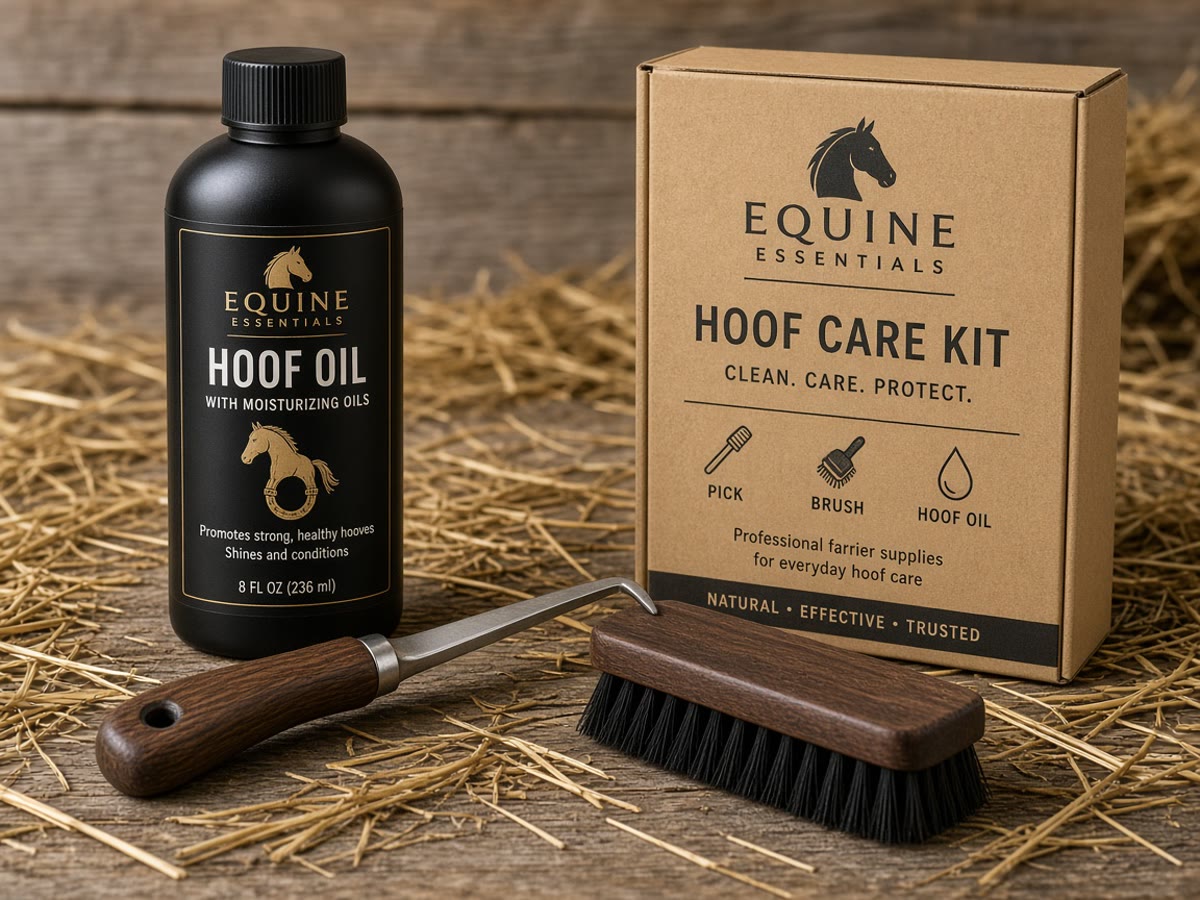 EQUINE
ESSENTIALS
HOOF OIL
WITH MOISTURIZING OILS
Promotes strong, healthy hooves
Shines and conditions
8 FL OZ (236 ml)
EQUINE
ESSENTIALS
HOOF CARE KIT
CLEAN. CARE. PROTECT.
PICK
BRUSH
HOOF OIL
Professional farrier supplies
for everyday hoof care
NATURAL • EFFECTIVE • TRUSTED